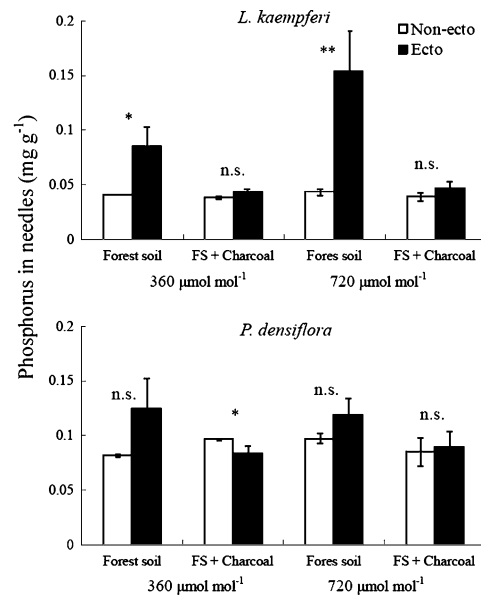 L. kaempferi
Non-ecto
Ecto
Phosphorus in needles (mg g-1)
0.2
0.15
0.1
0.05
0
*
n.s.
**
n.s.
Forest soil FS + Charcoal Fores soil FS + Charcoal
360 μmol mol-1 720 μmol mol-1
P. densiflora
0.2
0.15
0.1
0.05
0
n.s.
*
n.s.
n.s.
Forest soil FS + Charcoal Fores soil FS + Charcoal
360 μmol mol-1 720 μmol mol-1